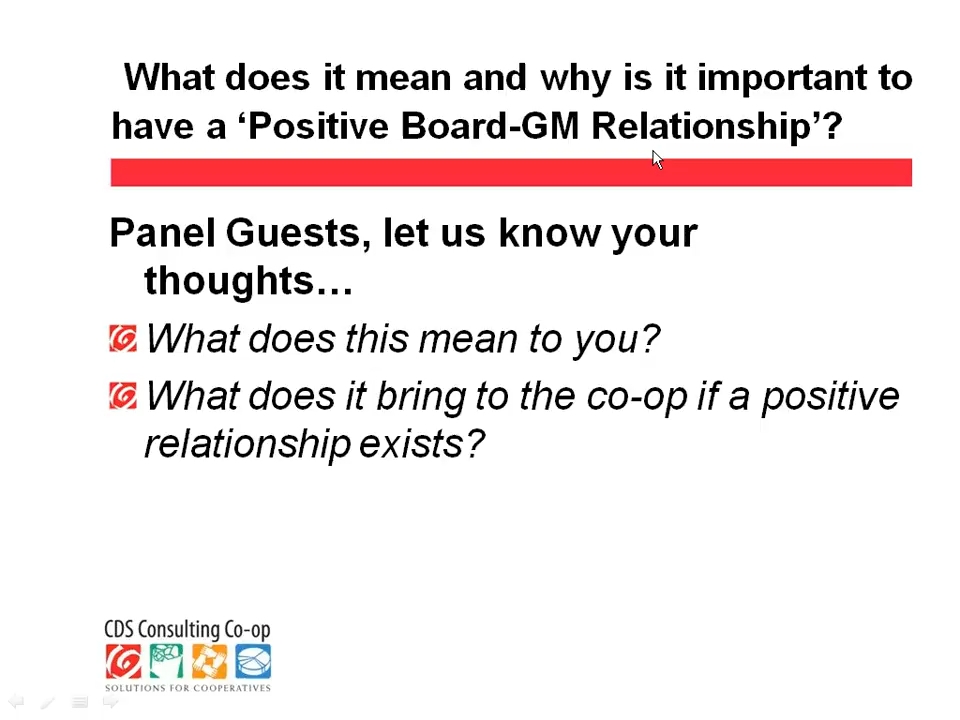 What does it mean and why is it important to
have a ‘Positive Board-GM Relationship’?
Panel Guests, let us know your
thoughts…
What does this mean to you?
What does it bring to the co-op if a positive
relationship exists?
CDS Consulting Co-op
SOLUTIONS FOR COOPERATIVES